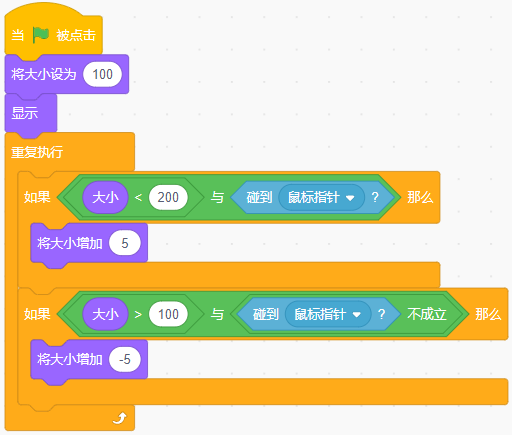 当 被点击
将大小设为 100
显示
重复执行
如果 大小 < 200 与 碰到 鼠标指针 ? 那么
将大小增加 5
如果 大小 > 100 与 碰到 鼠标指针 ? 不成立 那么
将大小增加 -5